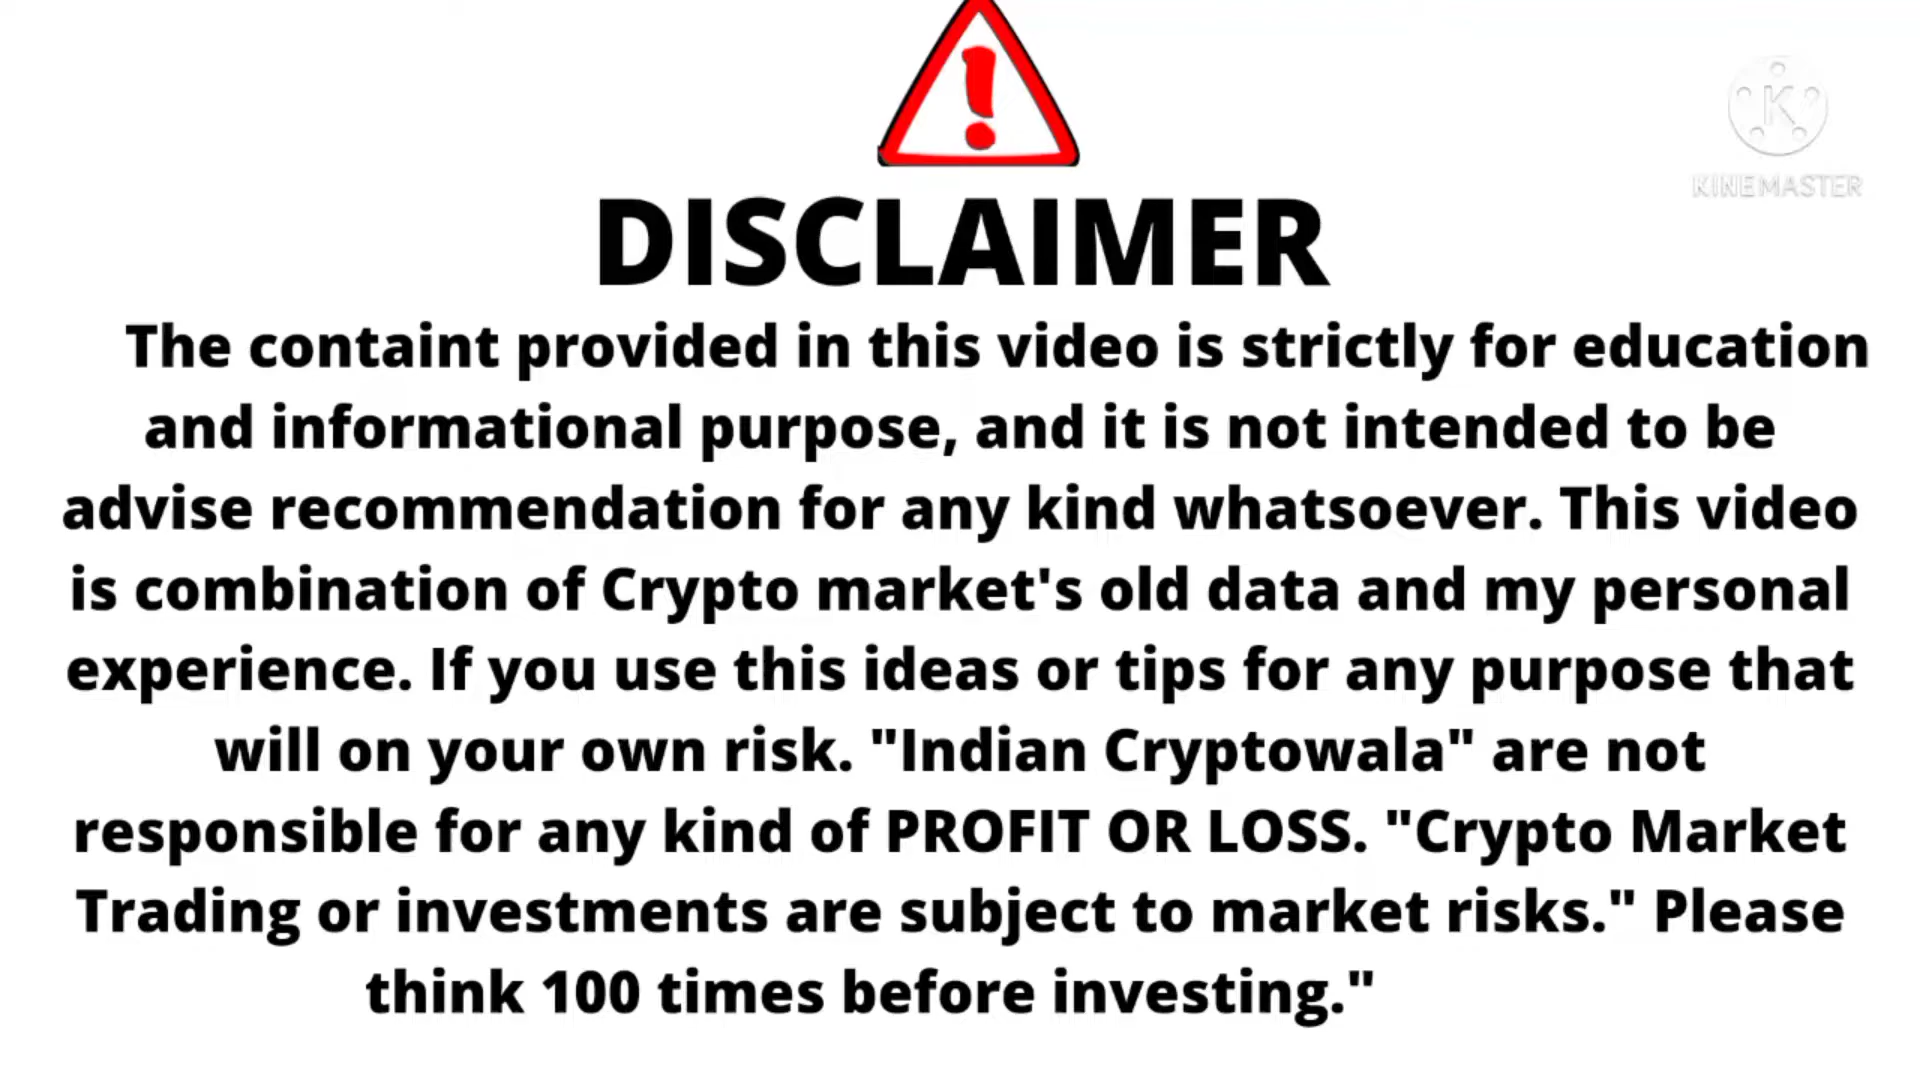 K
KINEMASTER
DISCLAIMER
The containt provided in this video is strictly for education
and informational purpose, and it is not intended to be
advise recommendation for any kind whatsoever. This video
is combination of Crypto market's old data and my personal
experience. If you use this ideas or tips for any purpose that
will on your own risk. "Indian Cryptowala" are not
responsible for any kind of PROFIT OR LOSS. "Crypto Market
Trading or investments are subject to market risks." Please
think 100 times before investing."